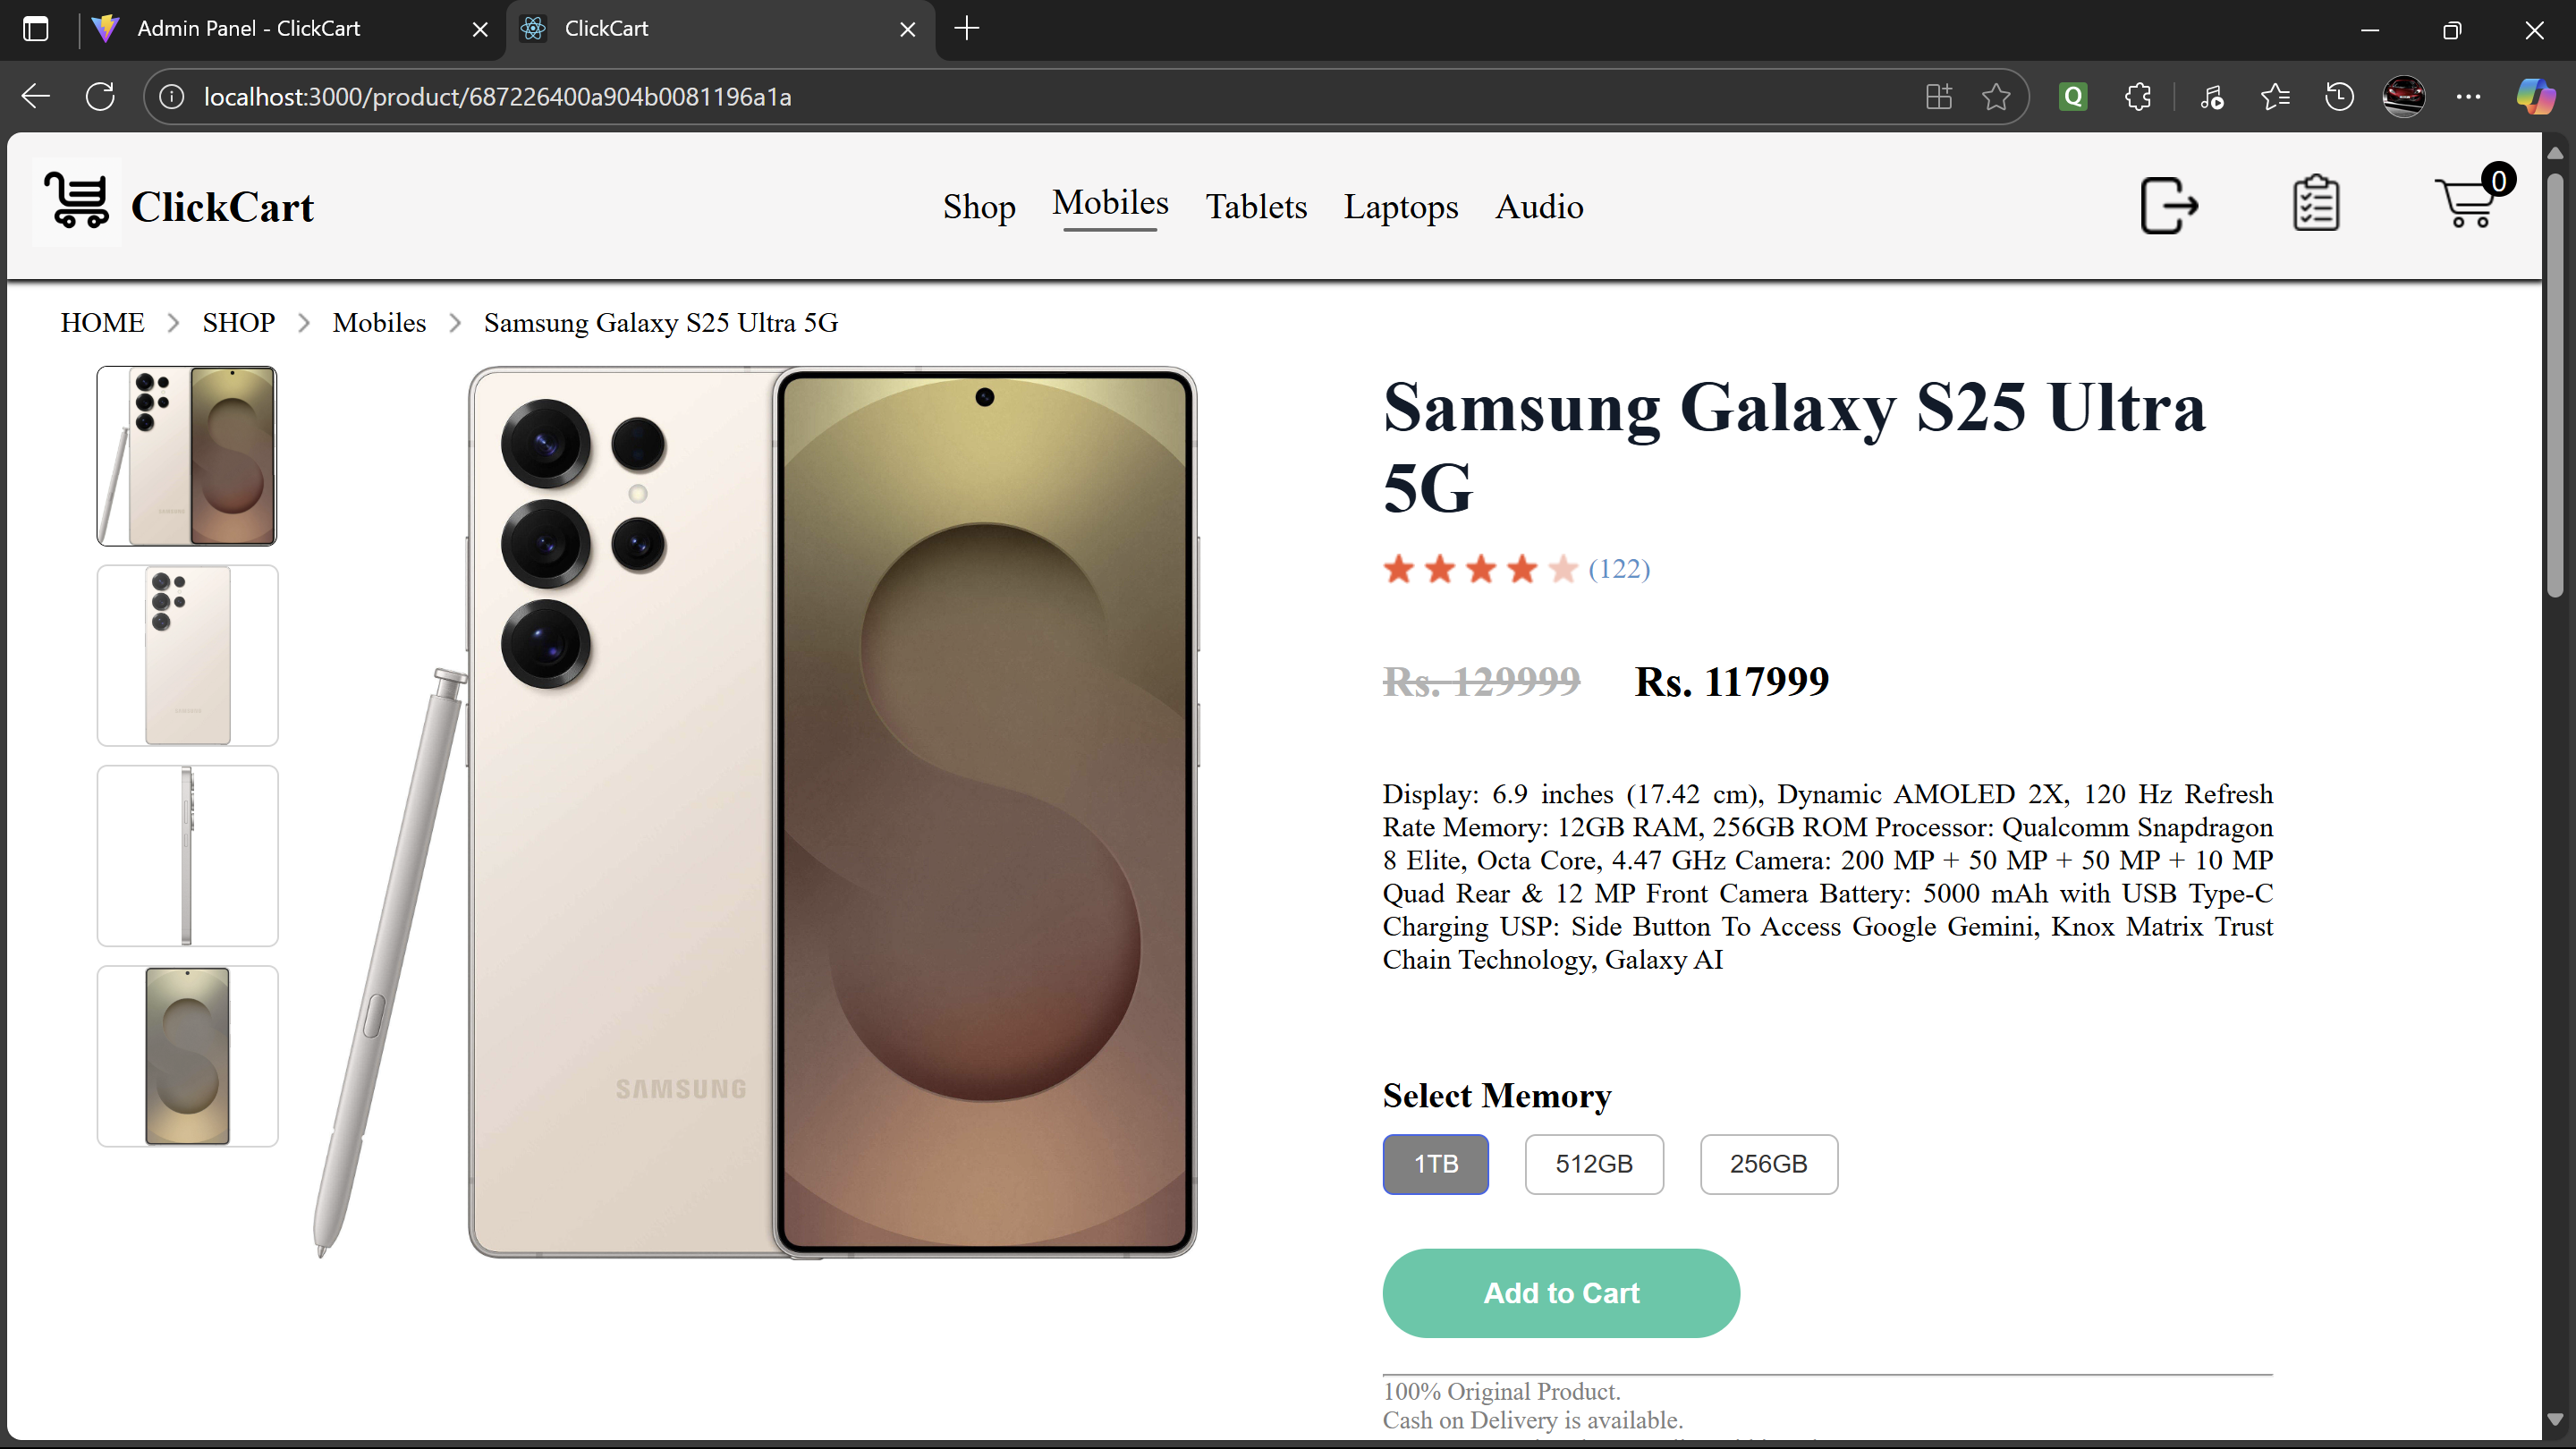 Admin Panel - ClickCart
ClickCart
localhost:3000/product/687226400a904b0081196a1a
Q
ClickCart
Shop Mobiles Tablets Laptops Audio
0
HOME SHOP Mobiles Samsung Galaxy S25 Ultra 5G
SAMSUNG
Samsung Galaxy S25 Ultra
5G
(122)
Rs. 129999 Rs. 117999
Display: 6.9 inches (17.42 cm), Dynamic AMOLED 2X, 120 Hz Refresh
Rate Memory: 12GB RAM, 256GB ROM Processor: Qualcomm Snapdragon
8 Elite, Octa Core, 4.47 GHz Camera: 200 MP + 50 MP + 50 MP + 10 MP
Quad Rear & 12 MP Front Camera Battery: 5000 mAh with USB Type-C
Charging USP: Side Button To Access Google Gemini, Knox Matrix Trust
Chain Technology, Galaxy AI
Select Memory
1TB 512GB 256GB
Add to Cart
100% Original Product.
Cash on Delivery is available.